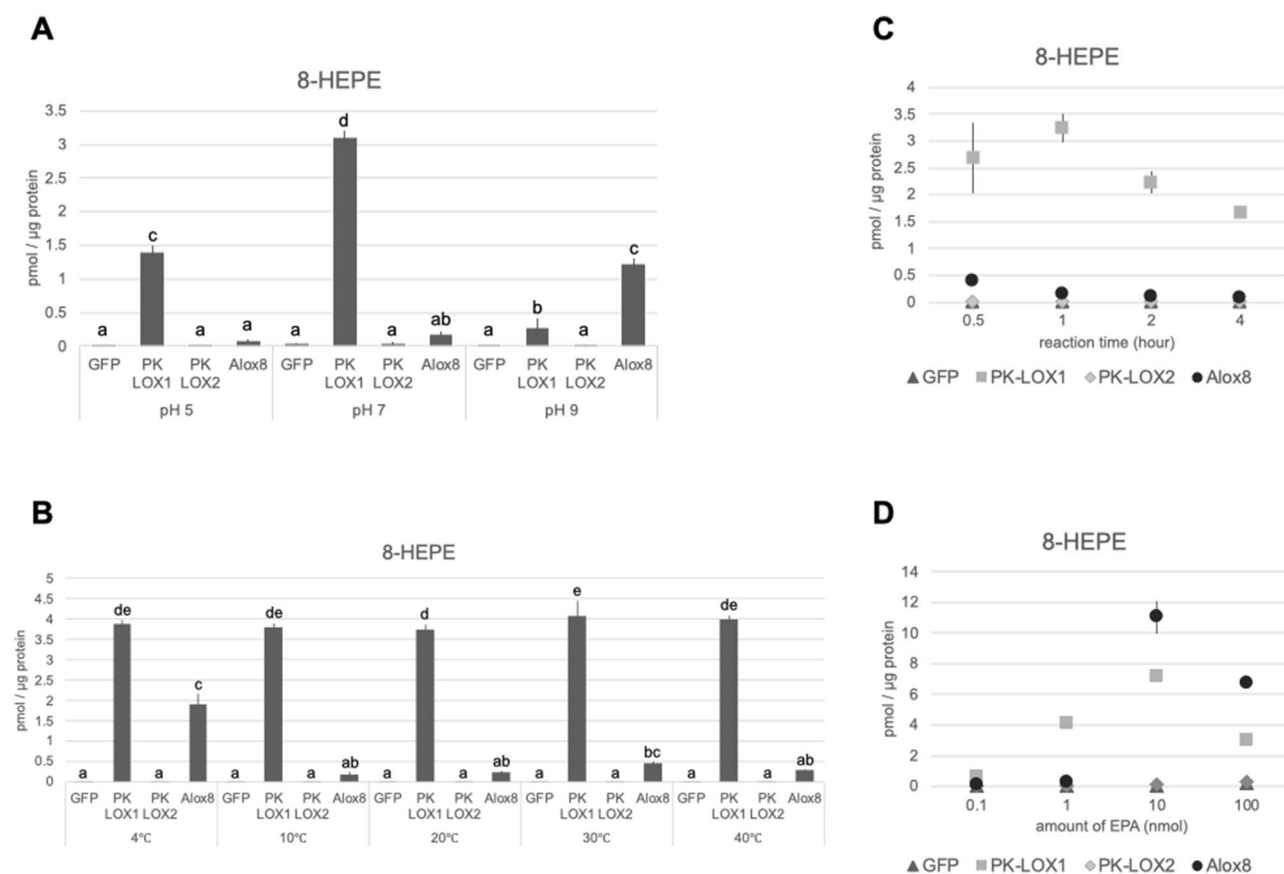 A
8-HEPE
pmol / μg protein
3.5
3
2.5
2
1.5
1
0.5
0
a c a a a d a ab a b a c
GFP PK PK Alox8 GFP PK PK Alox8 GFP PK PK Alox8
LOX1 LOX2 LOX1 LOX2 LOX1 LOX2
pH 5 pH 7 pH 9
B
8-HEPE
pmol / μg protein
5
4.5
4
3.5
3
2.5
2
1.5
1
0.5
0
a de a c a de a ab a d a ab a e a bc a de a ab
GFP PK PK Alox8 GFP PK PK Alox8 GFP PK PK Alox8 GFP PK PK Alox8 GFP PK PK Alox8
LOX1 LOX2 LOX1 LOX2 LOX1 LOX2 LOX1 LOX2 LOX1 LOX2
4℃ 10℃ 20℃ 30℃ 40℃
C
8-HEPE
pmol / μg protein
4
3.5
3
2.5
2
1.5
1
0.5
0
0.5 1 2 4
reaction time (hour)
GFP PK-LOX1 PK-LOX2 Alox8
D
8-HEPE
pmol / μg protein
14
12
10
8
6
4
2
0
0.1 1 10 100
amount of EPA (nmol)
GFP PK-LOX1 PK-LOX2 Alox8